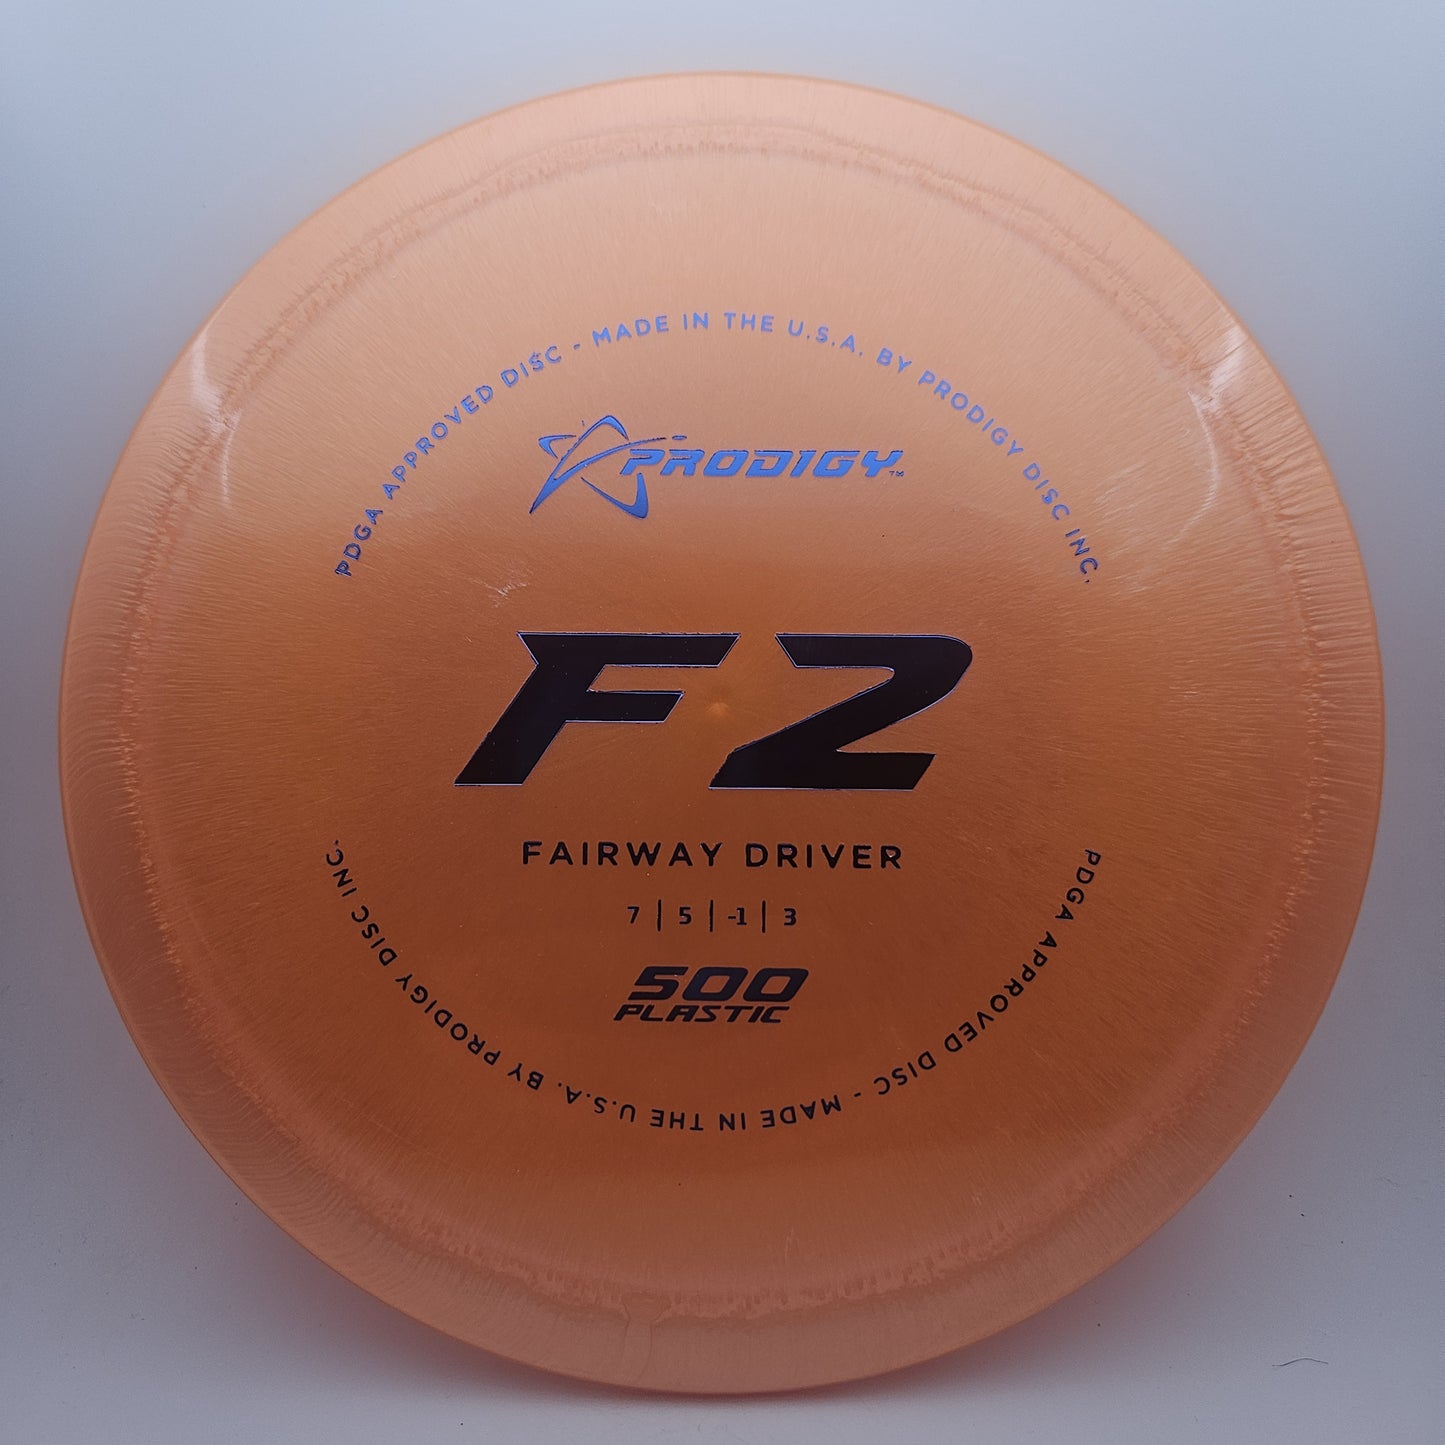 PDGA APPROVED DISC - MADE IN THE U.S.A. BY PRODIGY DISC INC.
PRODIGY™
F2
FAIRWAY DRIVER
7 | 5 | -1 | 3
500
PLASTIC
PDGA APPROVED DISC - MADE IN THE U.S.A. BY PRODIGY DISC INC.